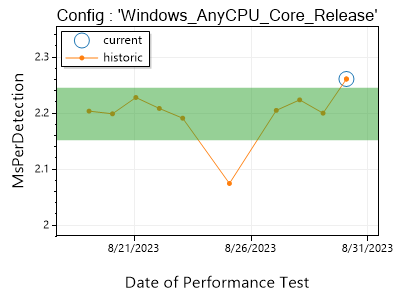 Config : 'Windows_AnyCPU_Core_Release'
current
historic
2.3
2.2
2.1
2
MsPerDetection
8/21/2023
8/26/2023
8/31/2023
Date of Performance Test